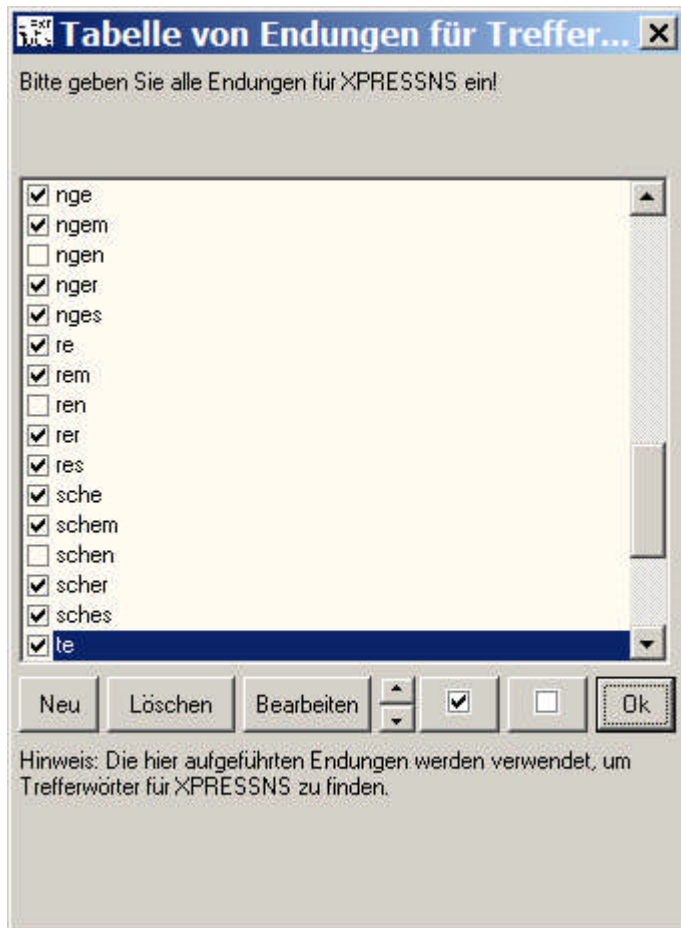 Tabelle von Endungen für Treffer...
Bitte geben Sie alle Endungen für XPRESSNS ein!
nge
ngem
ngen
nger
nges
re
rem
ren
rer
res
sche
schem
schen
scher
sches
te
Neu Löschen Bearbeiten Ok
Hinweis: Die hier aufgeführten Endungen werden verwendet, um
Trefferwörter für XPRESSNS zu finden.